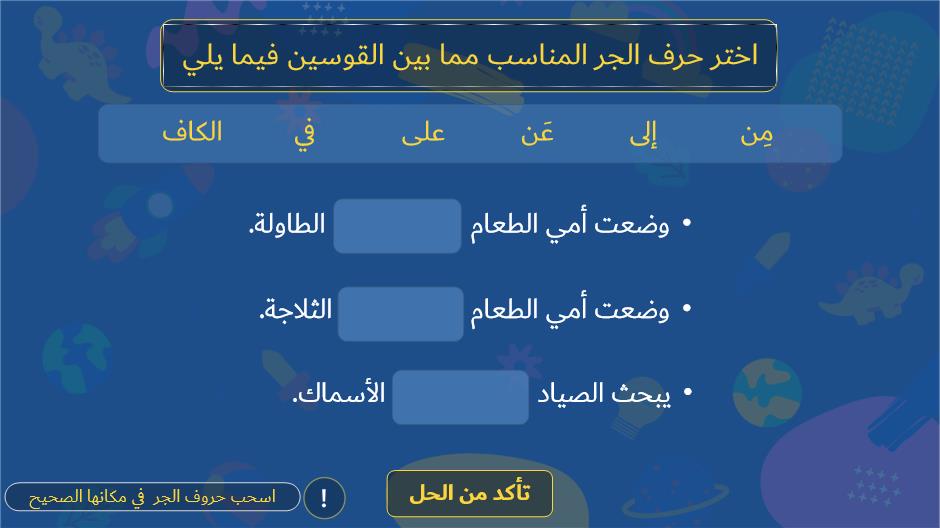 اختر حرف الجر المناسب مما بين القوسين فيما يلي
مِن إلى عَن على في الكاف
• وضعت أمي الطعام الطاولة.
• وضعت أمي الطعام الثلاجة.
• يبحث الصياد الأسماك.
تأكد من الحل
! اسحب حروف الجر في مكانها الصحيح